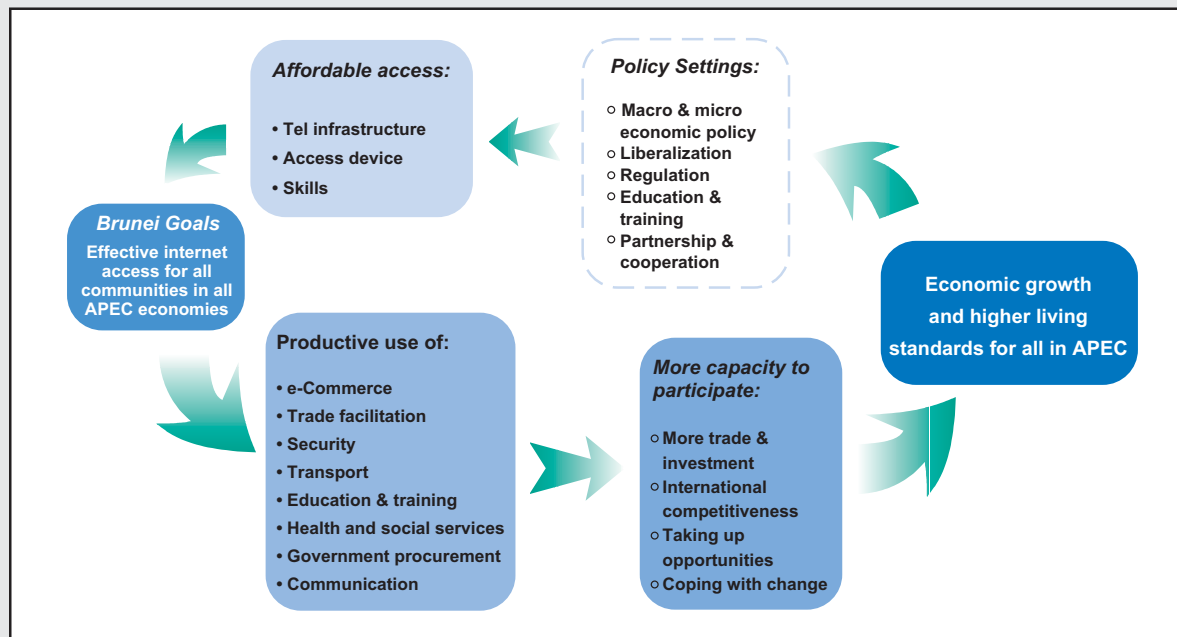 Affordable access:
• Tel infrastructure
• Access device
• Skills
Policy Settings:
Macro & micro
economic policy
Liberalization
Regulation
Education &
training
Partnership &
cooperation
Brunei Goals
Effective internet
access for all
communities in all
APEC economies
Economic growth
and higher living
standards for all in APEC
Productive use of:
• e-Commerce
• Trade facilitation
• Security
• Transport
• Education & training
• Health and social services
• Government procurement
• Communication
More capacity to
participate:
More trade &
investment
International
competitiveness
Taking up
opportunities
Coping with change